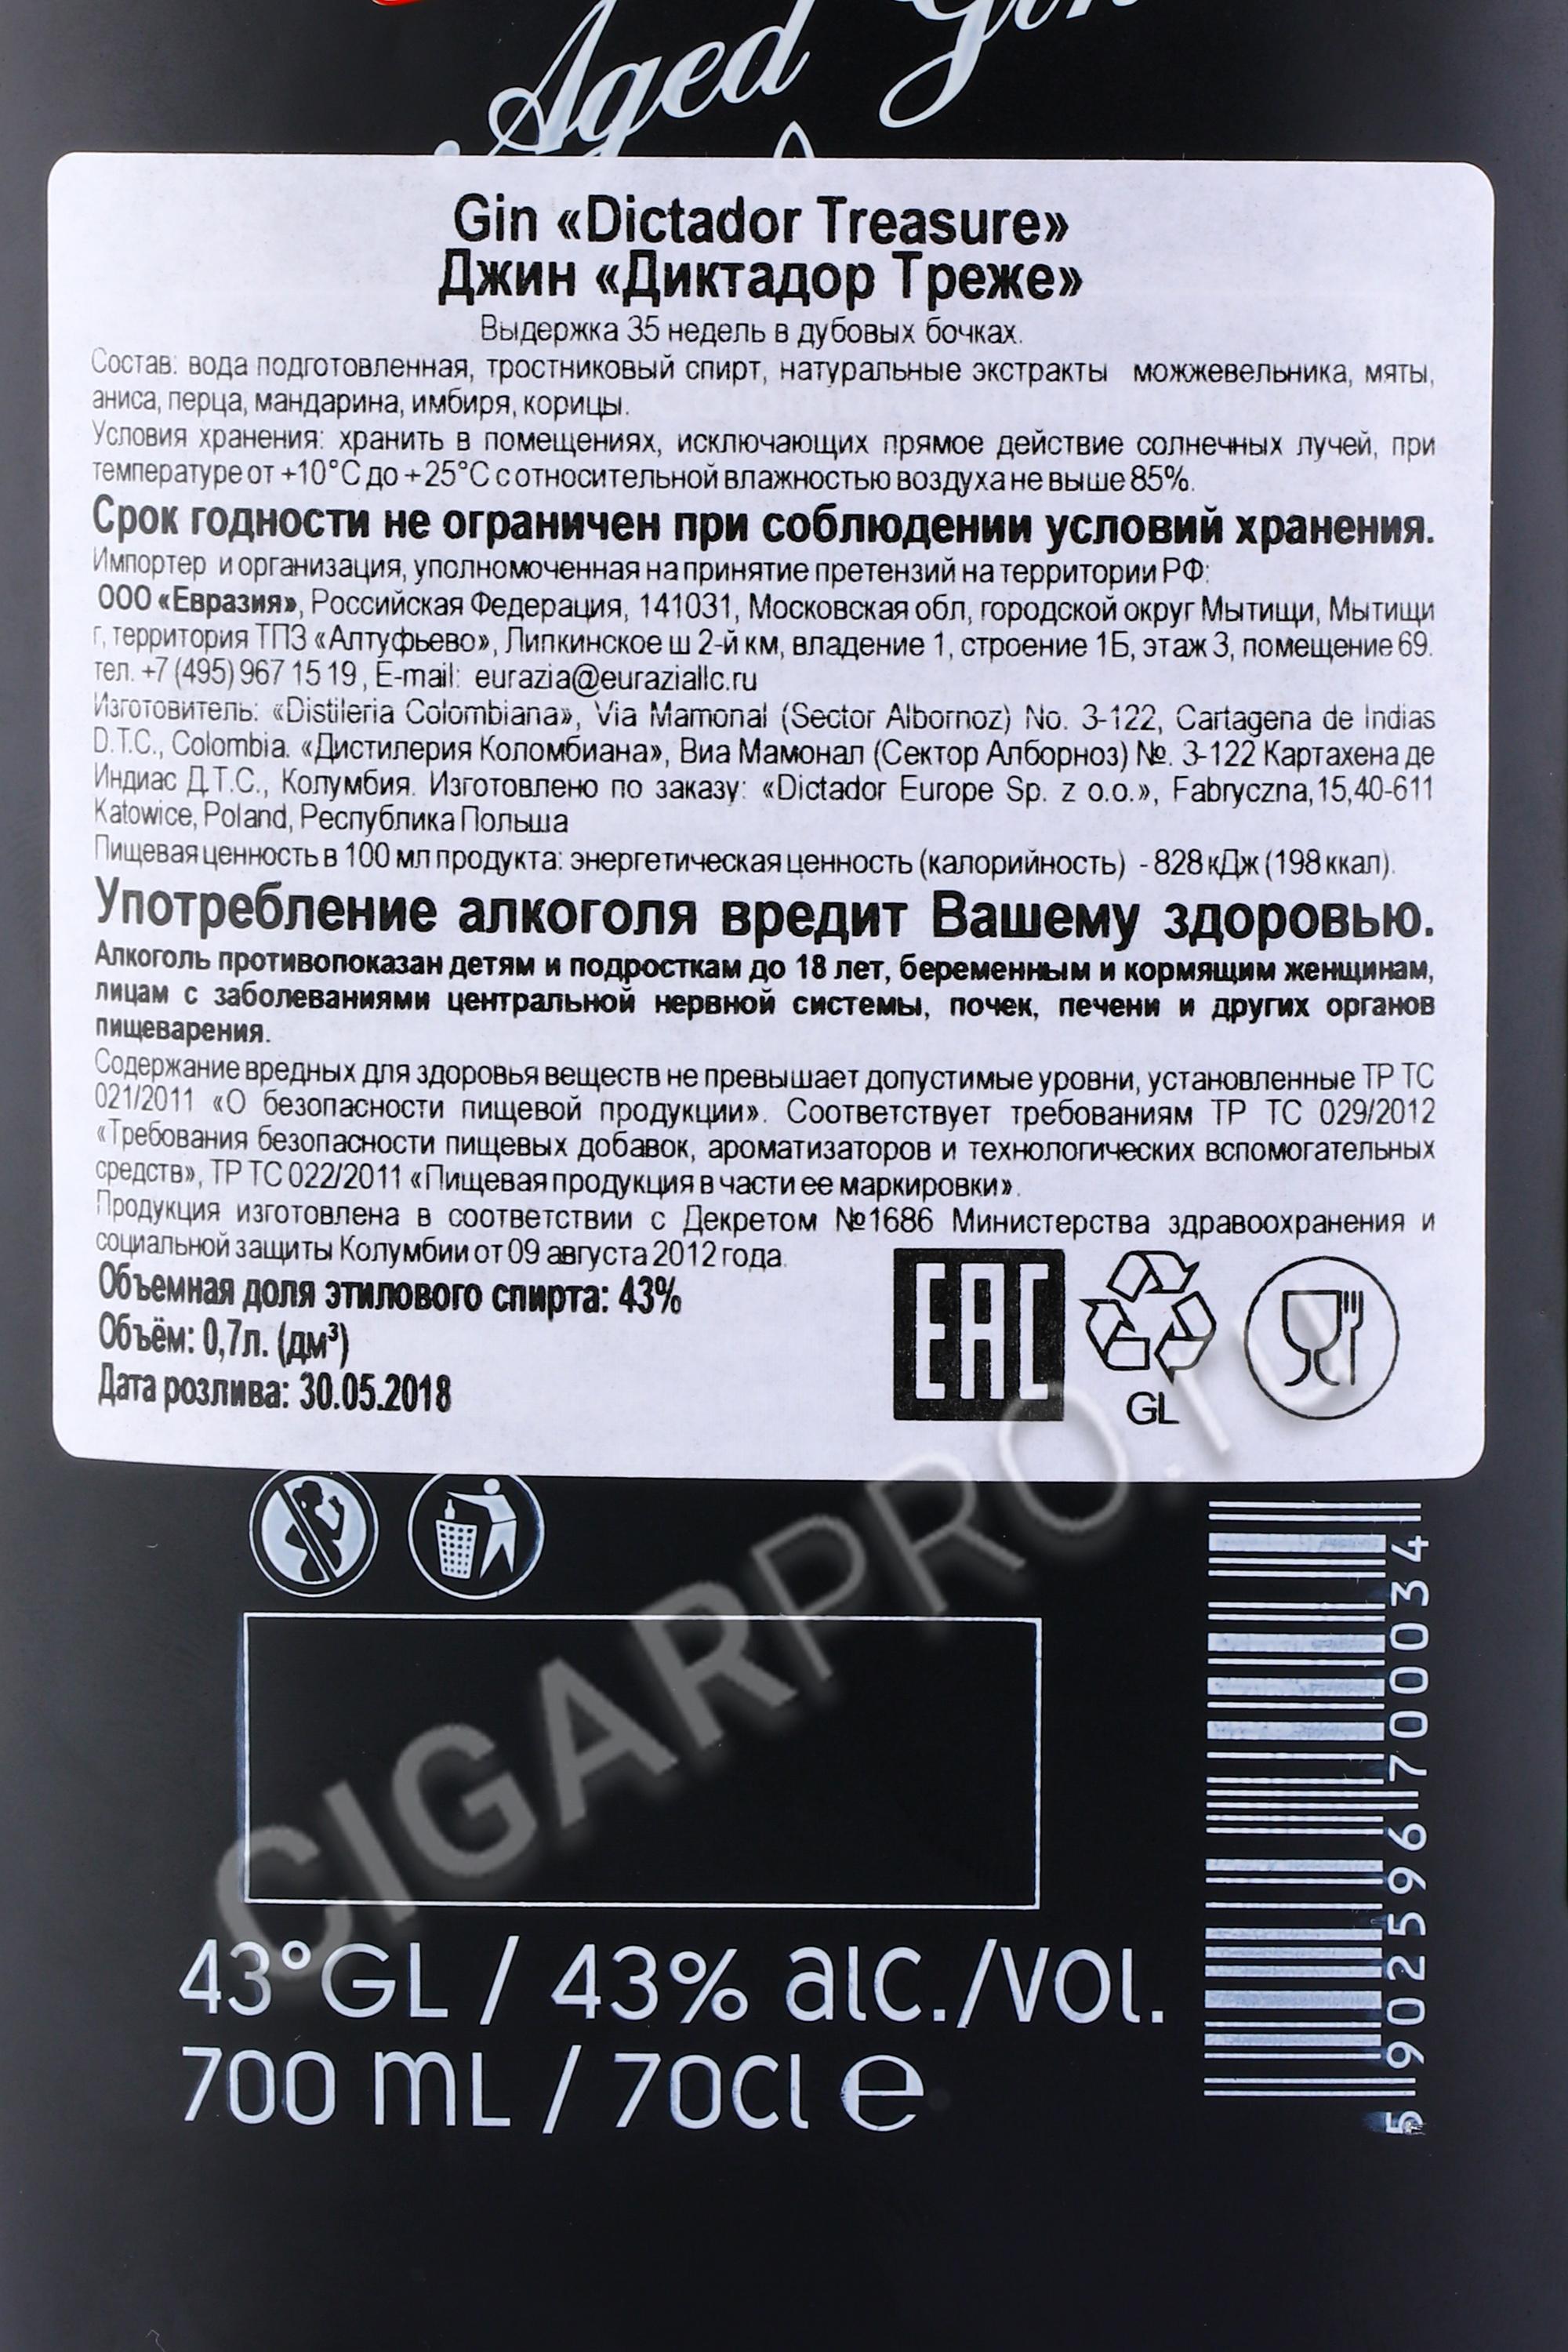 Aged Gin
Gin «Dictador Treasure»
Джин «Диктадор Треже»
Выдержка 35 недель в дубовых бочках.
Состав: вода подготовленная, тростниковый спирт, натуральные экстракты можжевельника, мяты,
аниса, перца, мандарина, имбиря, корицы.
Условия хранения: хранить в помещениях, исключающих прямое действие солнечных лучей, при
температуре от +10°С до +25°С с относительной влажностью воздуха не выше 85%.
Срок годности не ограничен при соблюдении условий хранения.
Импортер и организация, уполномоченная на принятие претензий на территории РФ:
ООО «Евразия», Российская Федерация, 141031, Московская обл, городской округ Мытищи, Мытищи
г, территория ТПЗ «Алтуфьево», Липкинское ш 2-й км, владение 1, строение 1Б, этаж 3, помещение 69.
тел. +7 (495) 967 15 19, E-mail: eurazia@euraziallc.ru
Изготовитель: «Distileria Colombiana», Via Mamonal (Sector Albornoz) No. 3-122, Cartagena de Indias
D.T.C., Colombia. «Дистилерия Коломбиана», Виа Мамонал (Сектор Алборноз) №. 3-122 Картахена де
Индиас Д.Т.С., Колумбия. Изготовлено по заказу: «Dictador Europe Sp. z o.o.», Fabryczna,15,40-611
Katowice, Poland, Республика Польша
Пищевая ценность в 100 мл продукта: энергетическая ценность (калорийность) - 828 кДж (198 ккал).
Употребление алкоголя вредит Вашему здоровью.
Алкоголь противопоказан детям и подросткам до 18 лет, беременным и кормящим женщинам,
лицам с заболеваниями центральной нервной системы, почек, печени и других органов
пищеварения.
Содержание вредных для здоровья веществ не превышает допустимые уровни, установленные ТР ТС
021/2011 «О безопасности пищевой продукции». Соответствует требованиям ТР ТС 029/2012
«Требования безопасности пищевых добавок, ароматизаторов и технологических вспомогательных
средств», ТР ТС 022/2011 «Пищевая продукция в части ее маркировки».
Продукция изготовлена в соответствии с Декретом №1686 Министерства здравоохранения и
социальной защиты Колумбии от 09 августа 2012 года.
Объемная доля этилового спирта: 43%
Объём: 0,7л. (дм³)
Дата розлива: 30.05.2018
EAC
GL
CIGARPRO.ru
43°GL / 43% alc./vol.
700 mL / 70cl e
5902596700034